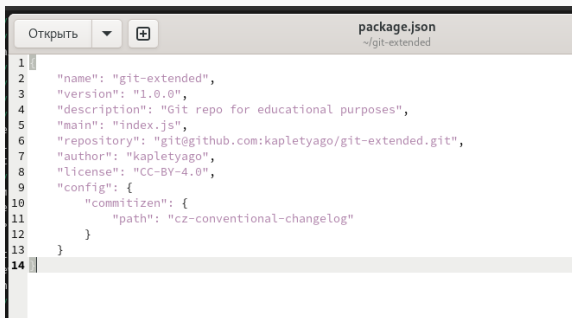 Открыть
package.json
~/git-extended
1 {
2 "name": "git-extended",
3 "version": "1.0.0",
4 "description": "Git repo for educational purposes",
5 "main": "index.js",
6 "repository": "git@github.com:kapletyago/git-extended.git",
7 "author": "kapletyago",
8 "license": "CC-BY-4.0",
9 "config": {
10 "commitizen": {
11 "path": "cz-conventional-changelog"
12 }
13 }
14 }